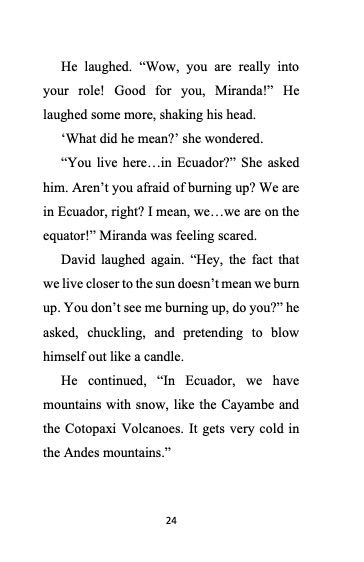 He laughed. “Wow, you are really into
your role! Good for you, Miranda!” He
laughed some more, shaking his head.
‘What did he mean?’ she wondered.
“You live here…in Ecuador?” She asked
him. Aren’t you afraid of burning up? We are
in Ecuador, right? I mean, we…we are on the
equator!” Miranda was feeling scared.
David laughed again. “Hey, the fact that
we live closer to the sun doesn’t mean we burn
up. You don’t see me burning up, do you?” he
asked, chuckling, and pretending to blow
himself out like a candle.
He continued, “In Ecuador, we have
mountains with snow, like the Cayambe and
the Cotopaxi Volcanoes. It gets very cold in
the Andes mountains.”
24